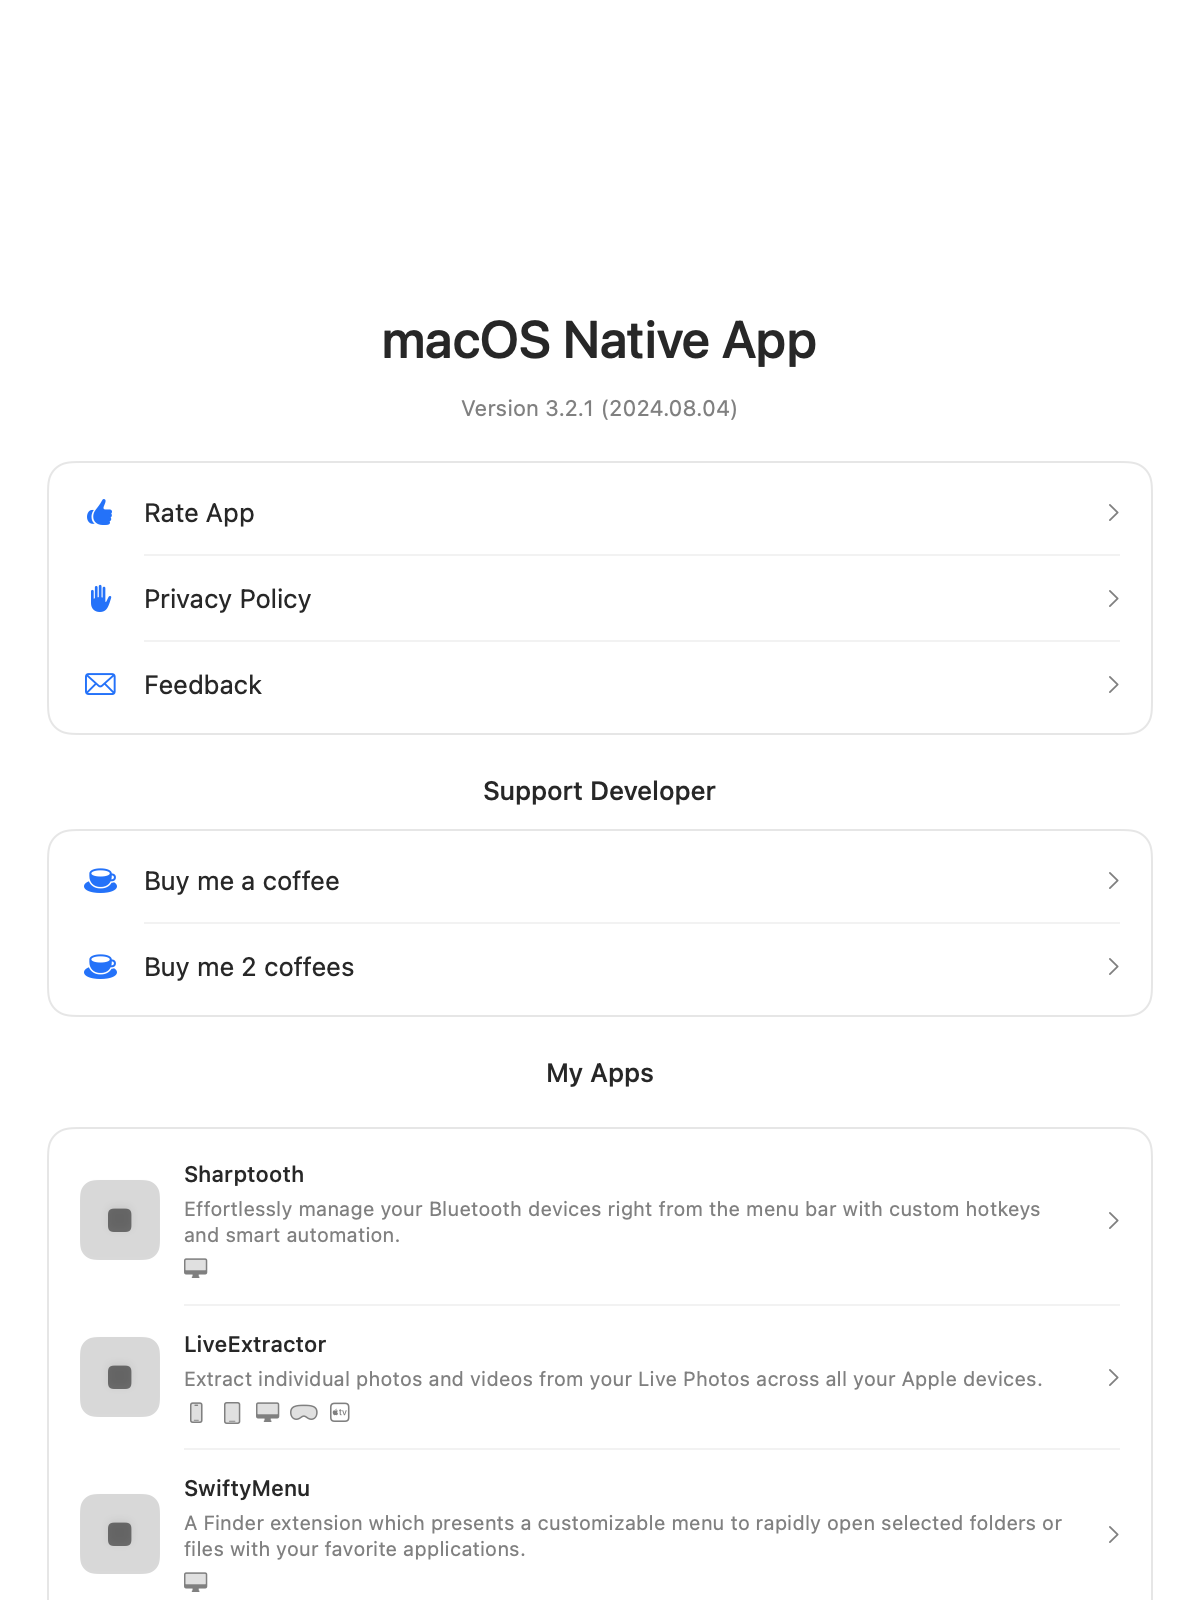 macOS Native App
Version 3.2.1 (2024.08.04)
Rate App
Privacy Policy
Feedback
Support Developer
Buy me a coffee
Buy me 2 coffees
My Apps
Sharptooth
Effortlessly manage your Bluetooth devices right from the menu bar with custom hotkeys
and smart automation.
LiveExtractor
Extract individual photos and videos from your Live Photos across all your Apple devices.
tv
SwiftyMenu
A Finder extension which presents a customizable menu to rapidly open selected folders or
files with your favorite applications.